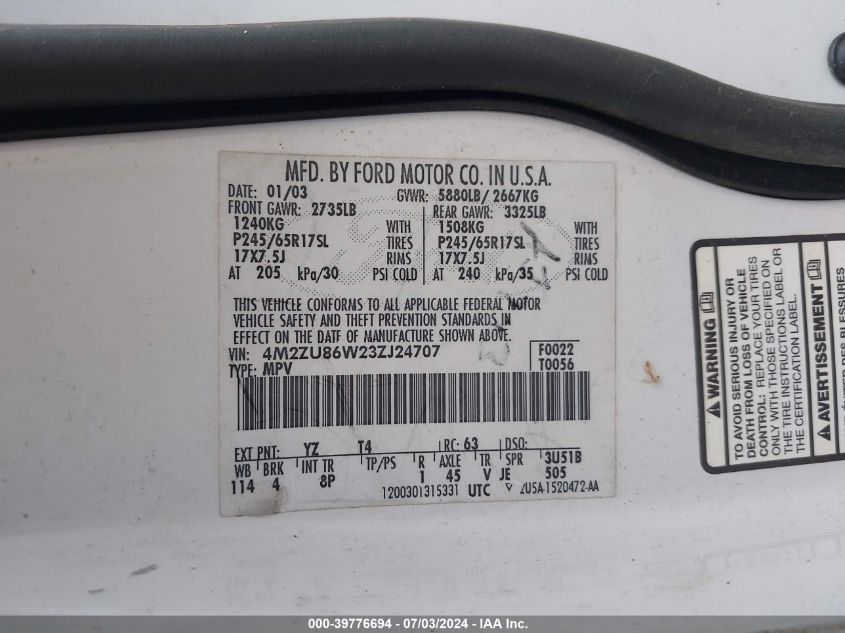 MFD. BY FORD MOTOR CO. IN U.S.A.
DATE: 01/03 GVWR: 5880LB/ 2667KG
FRONT GAWR: 2735LB REAR GAWR: 3325LB
1240KG WITH 1508KG WITH
P245/65R17SL TIRES P245/65R17SL TIRES
17X7.5J RIMS 17X7.5J RIMS
AT 205 kPa/30 PSI COLD AT 240 kPa/35 PSI COLD
THIS VEHICLE CONFORMS TO ALL APPLICABLE FEDERAL MOTOR
VEHICLE SAFETY AND THEFT PREVENTION STANDARDS IN
EFFECT ON THE DATE OF MANUFACTURE SHOWN ABOVE.
VIN: 4M2ZU86W23ZJ24707 F0022
TYPE: MPV T0056
EXT PNT: YZ T4 RC: 63 DSO:
WB BRK INT TR TP/PS R AXLE TR SPR 3U51B
114 4 8P 1 45 V JE 505
1200301315331 UTC 2U5A-1520472-AA
WARNING
TO AVOID SERIOUS INJURY OR
DEATH FROM LOSS OF VEHICLE
CONTROL: REPLACE YOUR TIRES
ONLY WITH THOSE SPECIFIED ON
THE TIRE INSTRUCTIONS LABEL OR
THE CERTIFICATION LABEL.
AVERTISSEMENT
DES BLESSURES
000-39776694 / 07/03/2024 - IAA Inc.